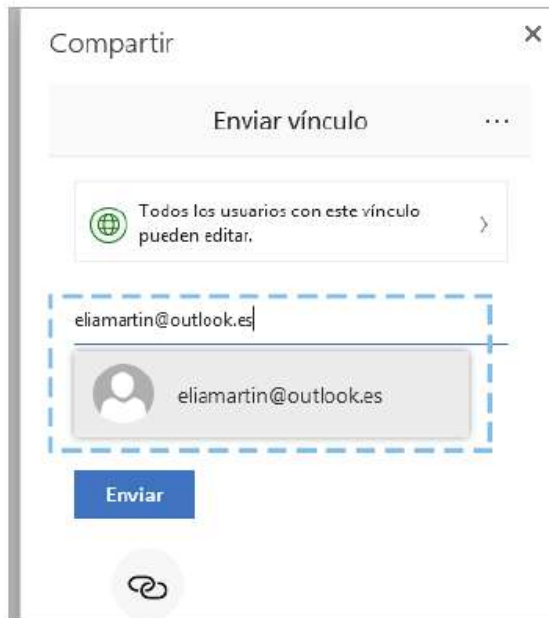 Compartir
Enviar vínculo
Todos los usuarios con este vínculo
pueden editar.
eliamartin@outlook.es
eliamartin@outlook.es
Enviar